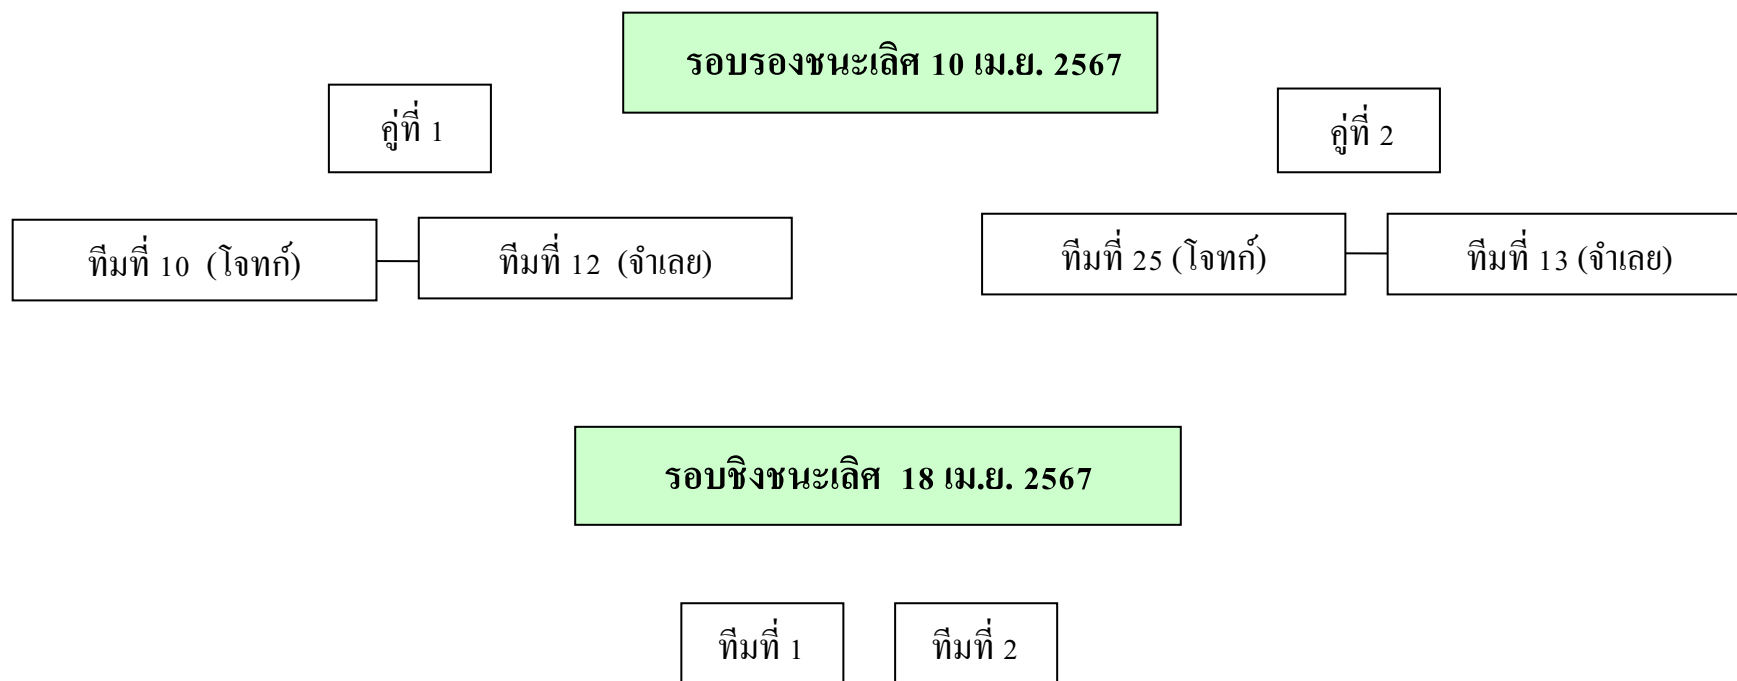 รอบรองชนะเลิศ 10 เม.ย. 2567
คู่ที่ 1
คู่ที่ 2
ทีมที่ 10 (โจทก์)
ทีมที่ 12 (จำเลย)
ทีมที่ 25 (โจทก์)
ทีมที่ 13 (จำเลย)
รอบชิงชนะเลิศ 18 เม.ย. 2567
ทีมที่ 1
ทีมที่ 2